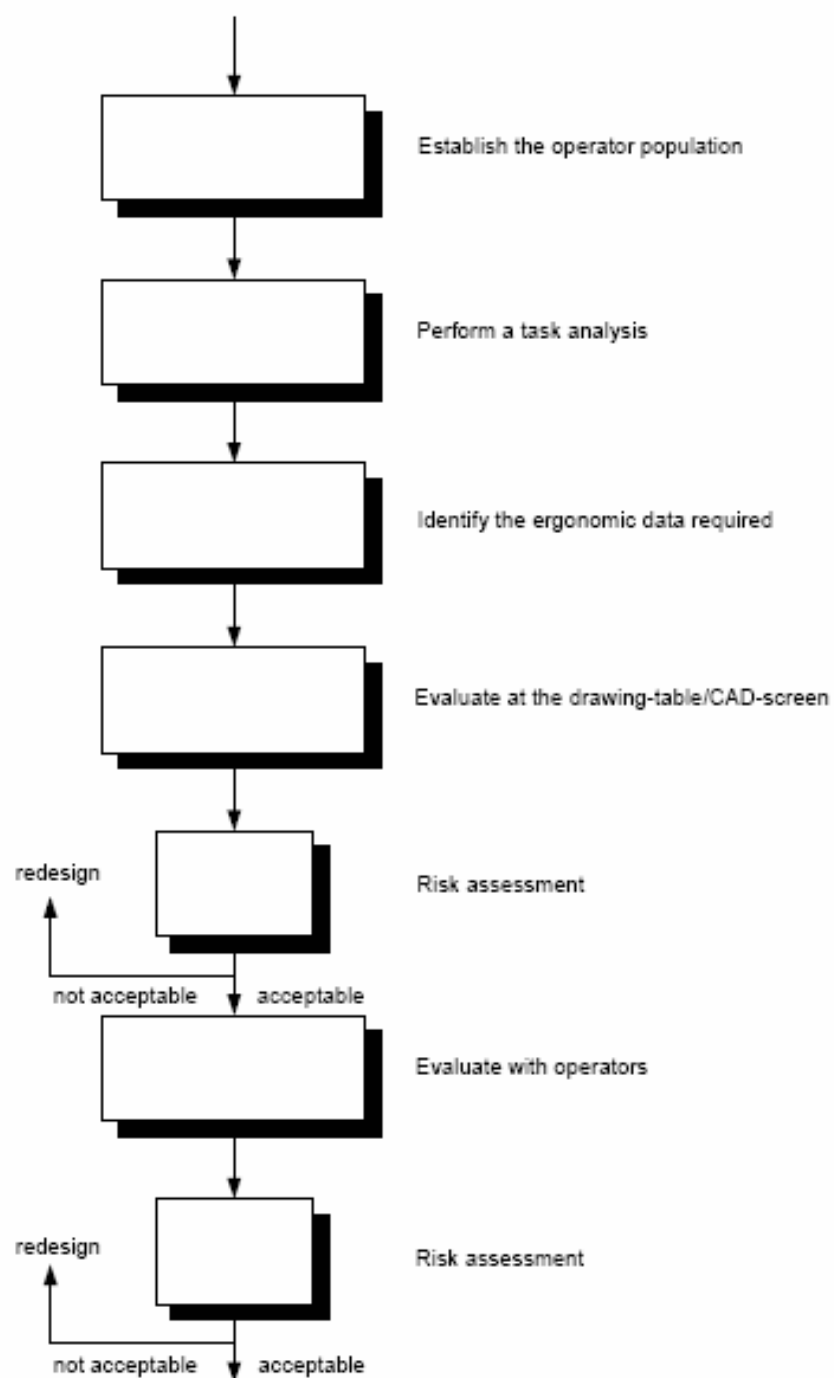 Establish the operator population
Perform a task analysis
Identify the ergonomic data required
Evaluate at the drawing-table/CAD-screen
redesign
Risk assessment
not acceptable
acceptable
Evaluate with operators
redesign
Risk assessment
not acceptable
acceptable